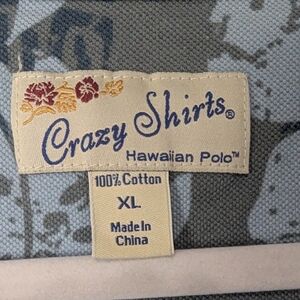 Crazy Shirts®
Hawaiian Polo™
100% Cotton
XL
Made in
China